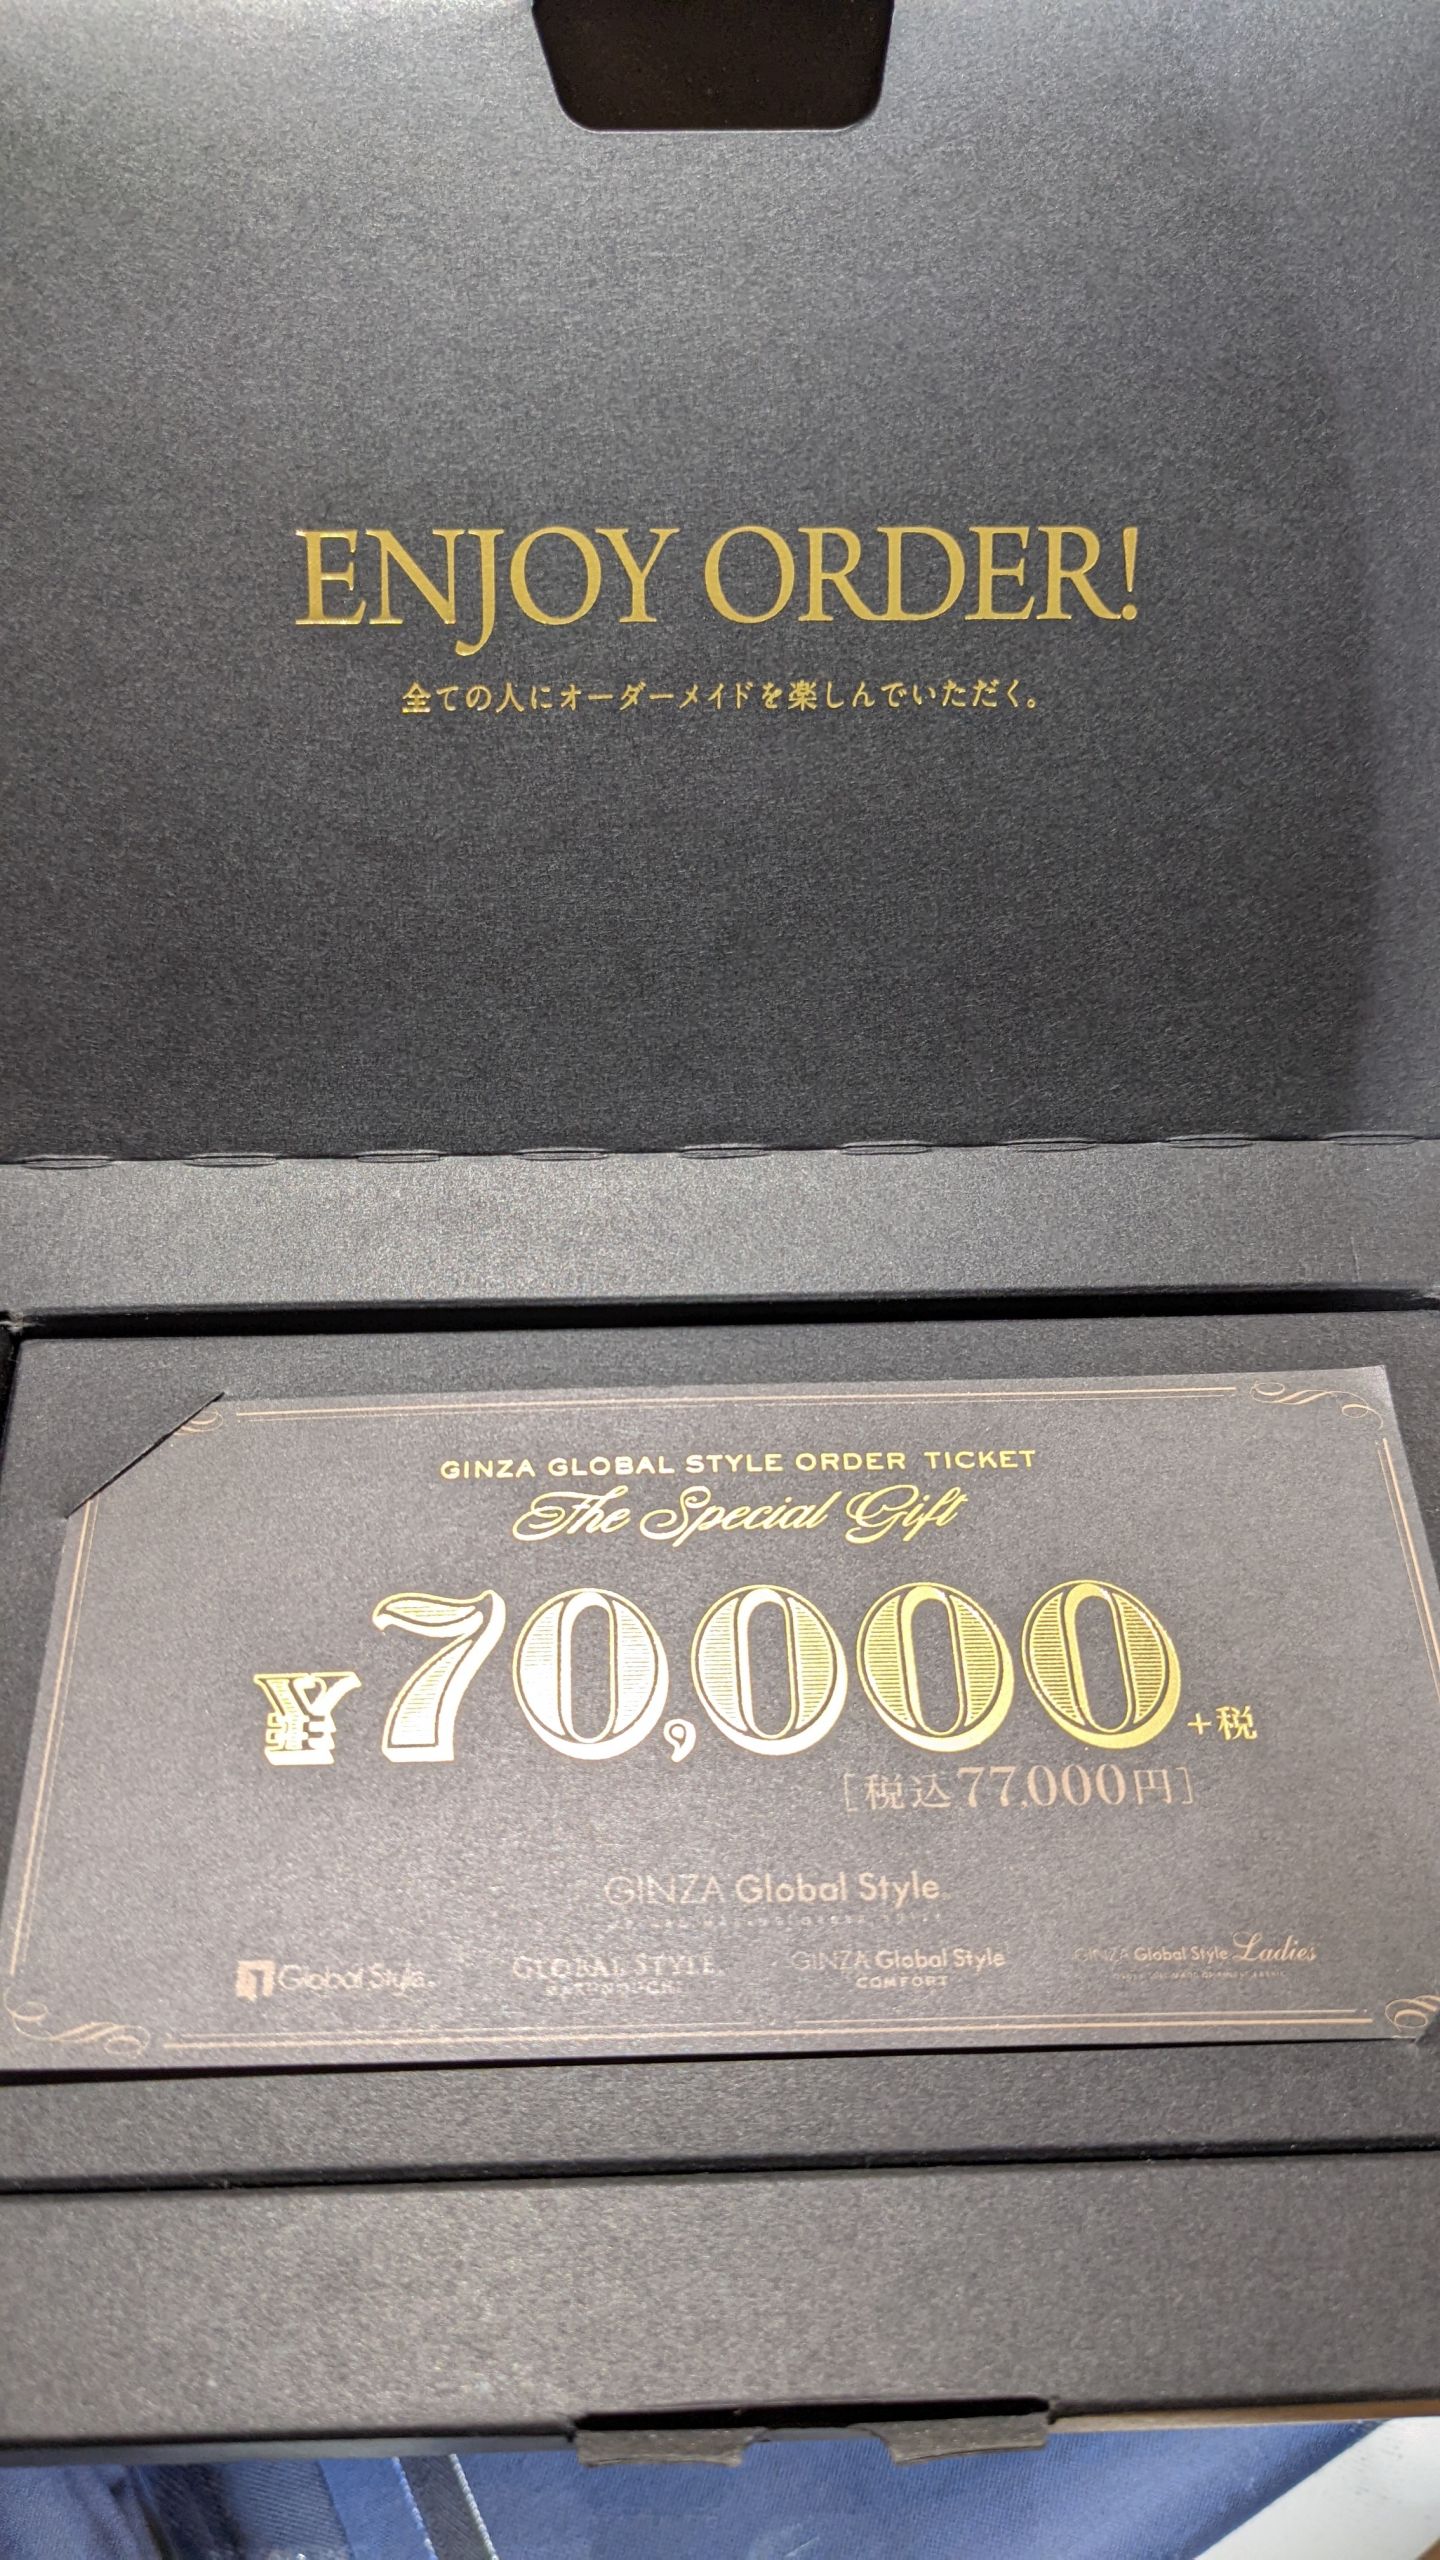 ENJOY ORDER!
全ての人にオーダーメイドを楽しんでいただく。
GINZA GLOBAL STYLE ORDER TICKET
The Special Gift
¥70,000+税
[税込77,000円]
GINZA Global Style
Global Style GLOBAL STYLE GINZA Global Style COMFORT GINZA Global Style Ladies